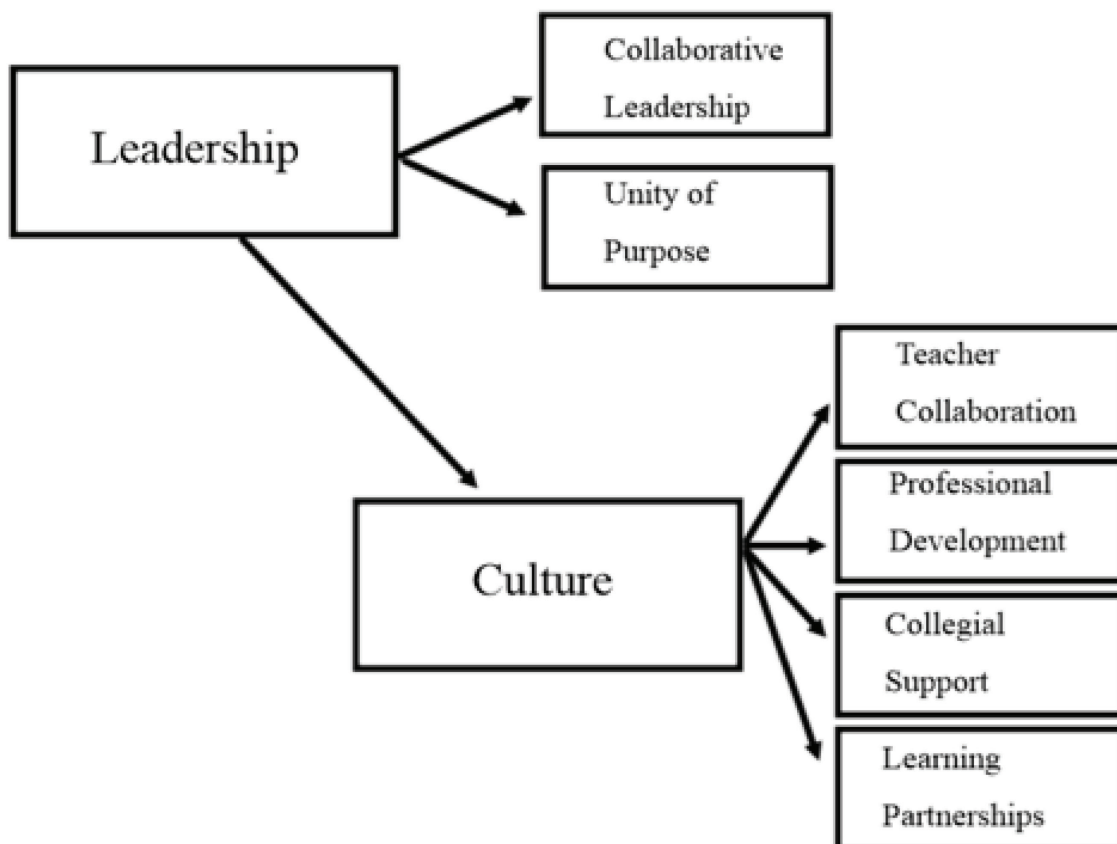 Leadership
Collaborative
Leadership
Unity of
Purpose
Culture
Teacher
Collaboration
Professional
Development
Collegial
Support
Learning
Partnerships